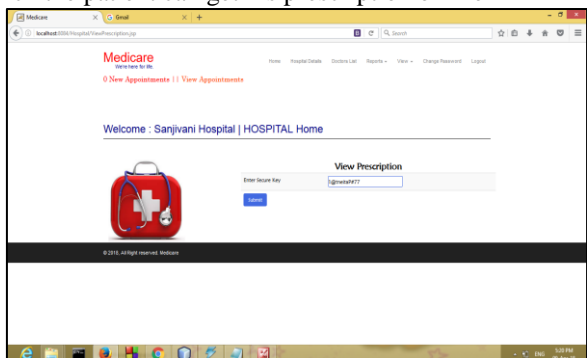 Medicare
Gmail
localhost:8084/Hospital/ViewPrescription.jsp
Search
Medicare
We're here for life.
Home Hospital Details Doctors List Reports View Change Password Logout
0 New Appointments ! ! View Appointments
Welcome : Sanjivani Hospital | HOSPITAL Home
View Prescription
Enter Secure Key
Submit
© 2018, All Right reserved. Medicare
ENG
5:23 PM